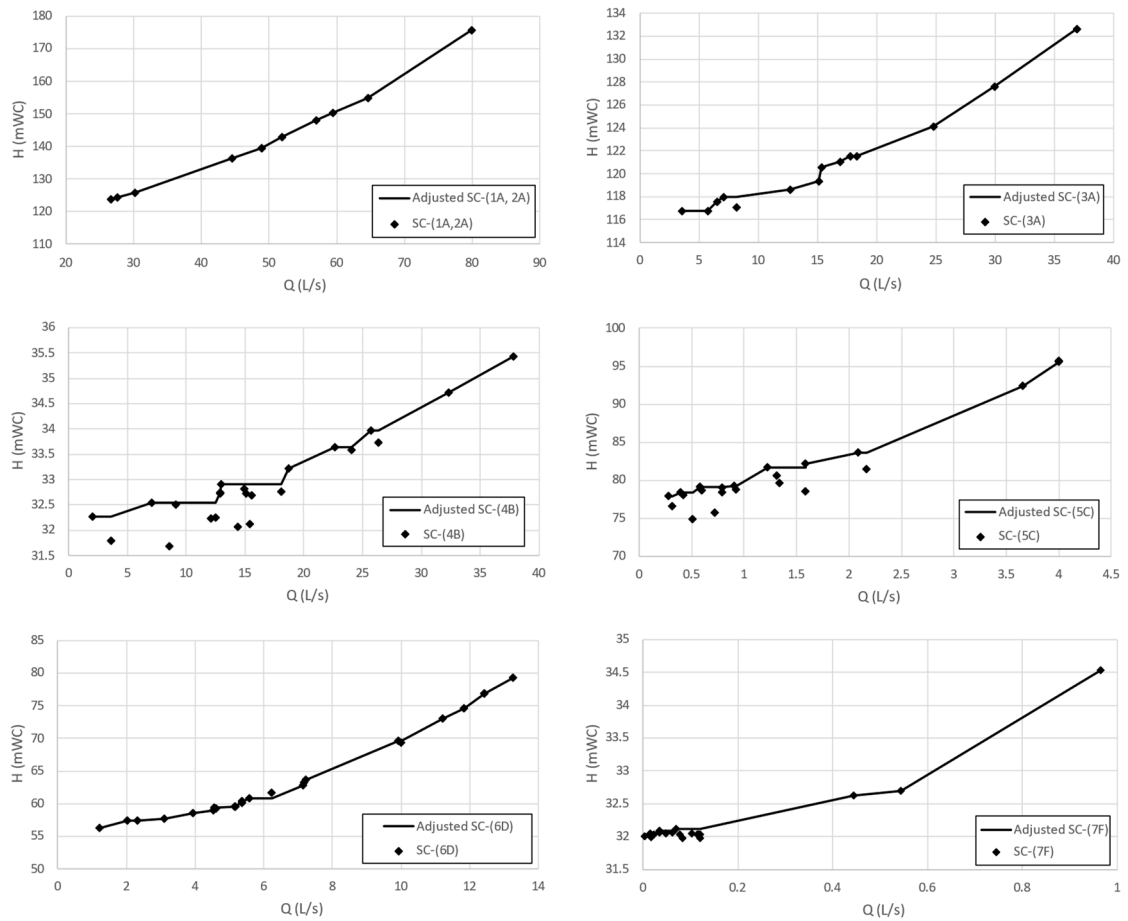 180
170
160
150
140
130
120
110
H (mWC)
20 30 40 50 60 70 80 90
Q (L/s)
Adjusted SC-(1A, 2A)
SC-(1A,2A)
134
132
130
128
126
124
122
120
118
116
114
H (mWC)
0 5 10 15 20 25 30 35 40
Q (L/s)
Adjusted SC-(3A)
SC-(3A)
36
35.5
35
34.5
34
33.5
33
32.5
32
31.5
H (mWC)
0 5 10 15 20 25 30 35 40
Q (L/s)
Adjusted SC-(4B)
SC-(4B)
100
95
90
85
80
75
70
H (mWC)
0 0.5 1 1.5 2 2.5 3 3.5 4 4.5
Q (L/s)
Adjusted SC-(5C)
SC-(5C)
85
80
75
70
65
60
55
50
H (mWC)
0 2 4 6 8 10 12 14
Q (L/s)
Adjusted SC-(6D)
SC-(6D)
35
34.5
34
33.5
33
32.5
32
31.5
H (mWC)
0 0.2 0.4 0.6 0.8 1
Q (L/s)
Adjusted SC-(7F)
SC-(7F)